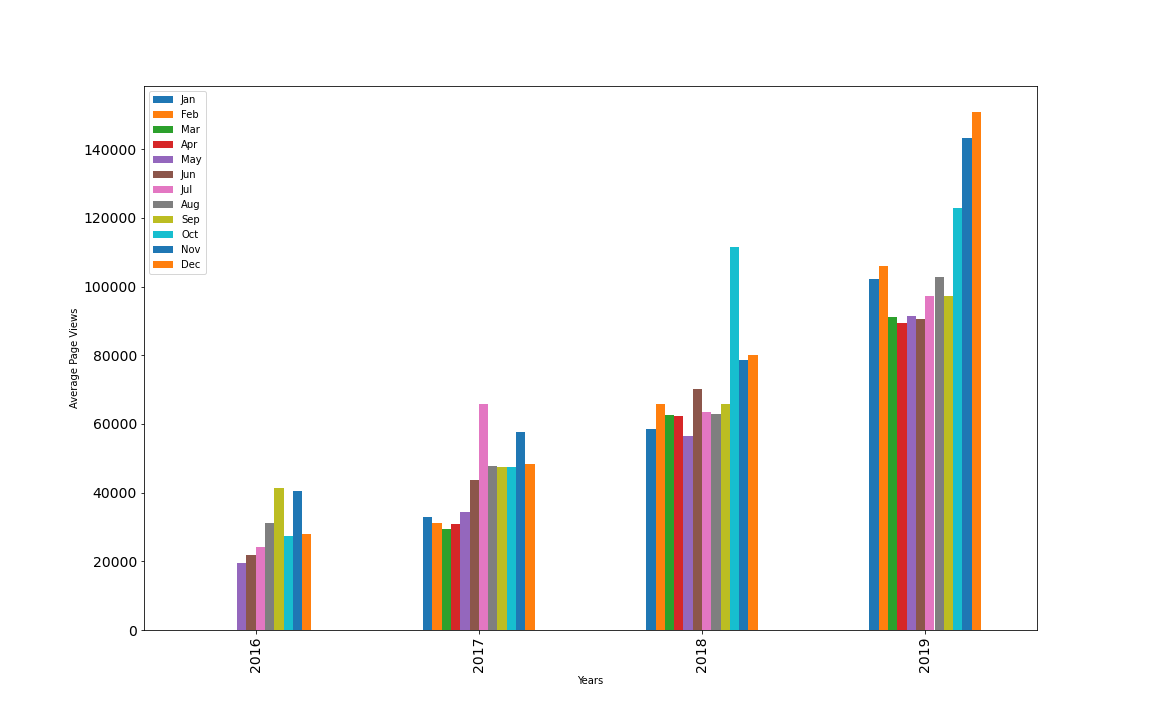 Jan
Feb
Mar
Apr
May
Jun
Jul
Aug
Sep
Oct
Nov
Dec
140000
120000
100000
80000
60000
40000
20000
0
Average Page Views
2016
2017
2018
2019
Years